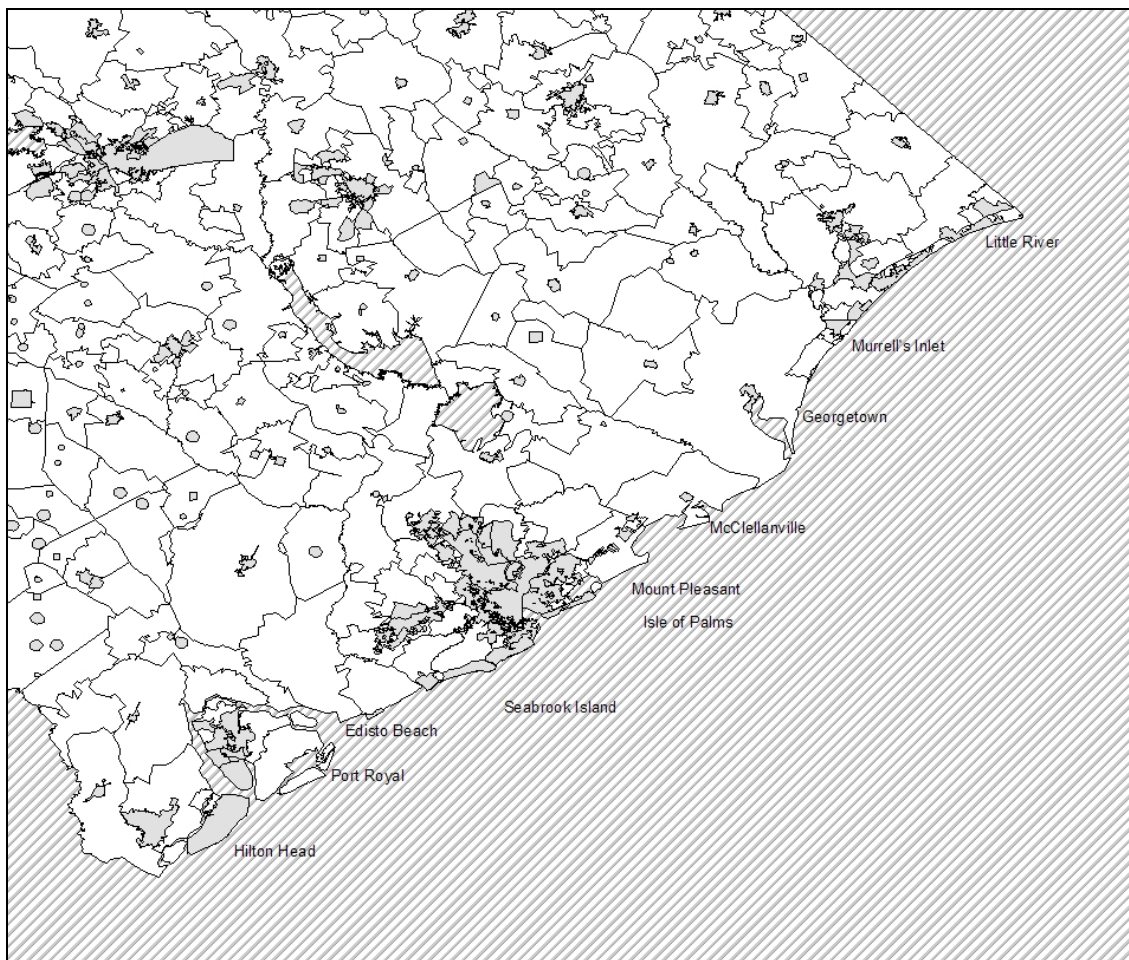 Little River
Murrell's Inlet
Georgetown
McClellanville
Mount Pleasant
Isle of Palms
Seabrook Island
Edisto Beach
Port Royal
Hilton Head